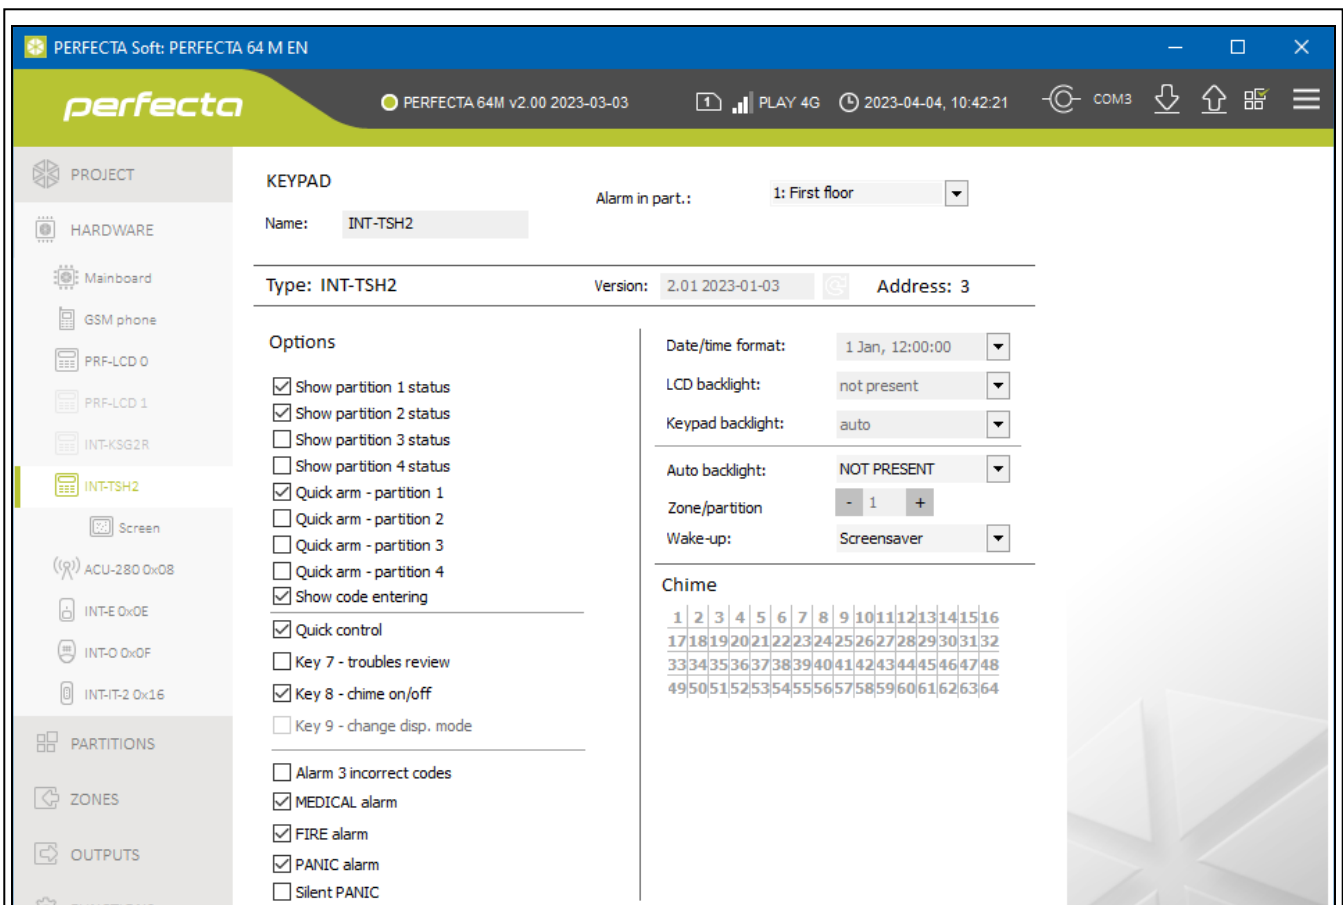 PERFECTA Soft: PERFECTA 64 M EN
perfecta
PERFECTA 64M v2.00 2023-03-03
1
PLAY 4G
2023-04-04, 10:42:21
COM3
PROJECT
HARDWARE
Mainboard
GSM phone
PRF-LCD 0
PRF-LCD 1
INT-KSG2R
INT-TSH2
Screen
ACU-280 0x08
INT-E 0x0E
INT-O 0x0F
INT-IT-2 0x16
PARTITIONS
ZONES
OUTPUTS
KEYPAD
Name: INT-TSH2
Alarm in part.: 1: First floor
Type: INT-TSH2
Version: 2.01 2023-01-03
Address: 3
Options
Show partition 1 status
Show partition 2 status
Show partition 3 status
Show partition 4 status
Quick arm - partition 1
Quick arm - partition 2
Quick arm - partition 3
Quick arm - partition 4
Show code entering
Quick control
Key 7 - troubles review
Key 8 - chime on/off
Key 9 - change disp. mode
Alarm 3 incorrect codes
MEDICAL alarm
FIRE alarm
PANIC alarm
Silent PANIC
Date/time format: 1 Jan, 12:00:00
LCD backlight: not present
Keypad backlight: auto
Auto backlight: NOT PRESENT
Zone/partition - 1 +
Wake-up: Screensaver
Chime
1 2 3 4 5 6 7 8 9 10 11 12 13 14 15 16
17 18 19 20 21 22 23 24 25 26 27 28 29 30 31 32
33 34 35 36 37 38 39 40 41 42 43 44 45 46 47 48
49 50 51 52 53 54 55 56 57 58 59 60 61 62 63 64